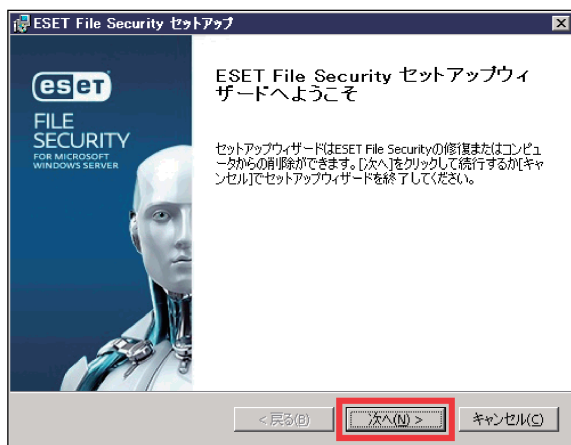 ESET File Security セットアップ
eset
FILE
SECURITY
FOR MICROSOFT
WINDOWS SERVER
ESET File Security セットアップウィ
ザードへようこそ
セットアップウィザードはESET File Securityの修復またはコンピュ
ータからの削除ができます。[次へ]をクリックして続行するか[キャ
ンセル]でセットアップウィザードを終了してください。
< 戻る(B)
次へ(N) >
キャンセル(C)